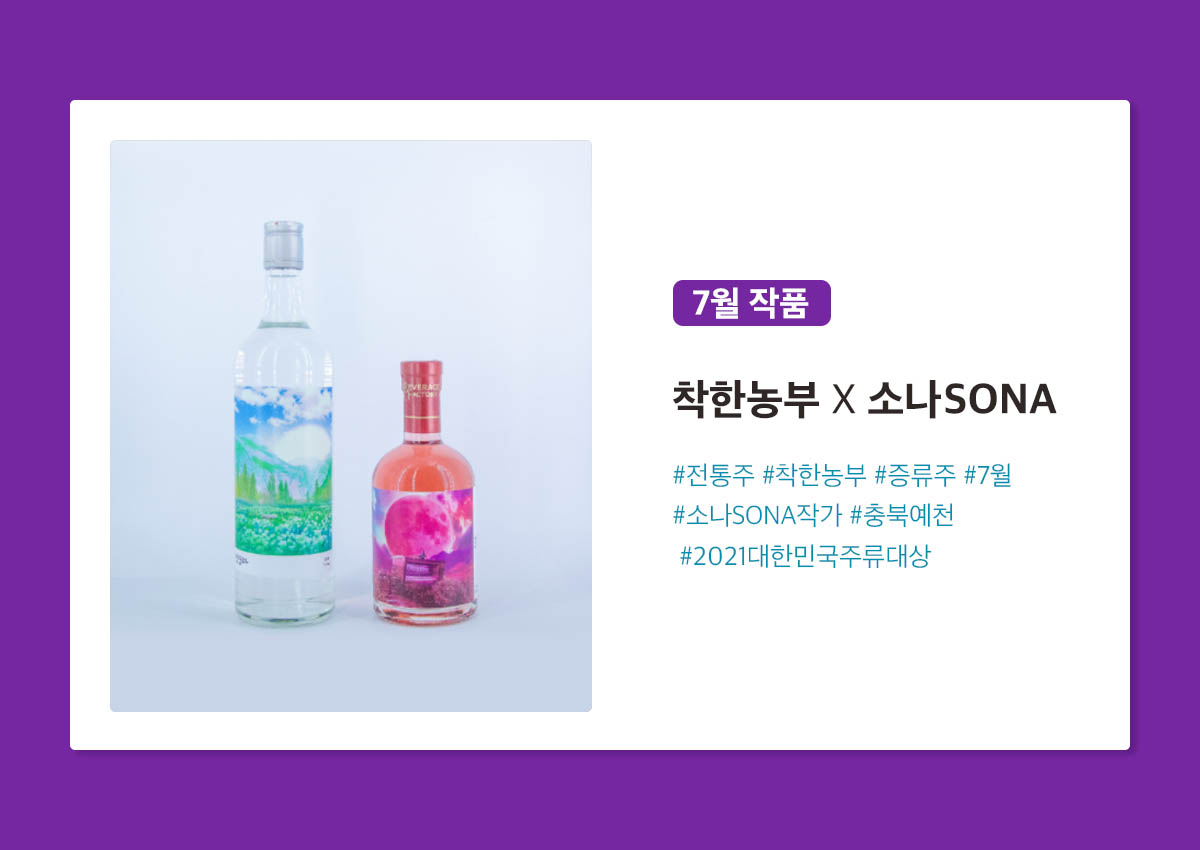 7월 작품
착한농부 X 소나SONA
#전통주 #착한농부 #증류주 #7월
#소나SONA작가 #충북예천
#2021대한민국주류대상